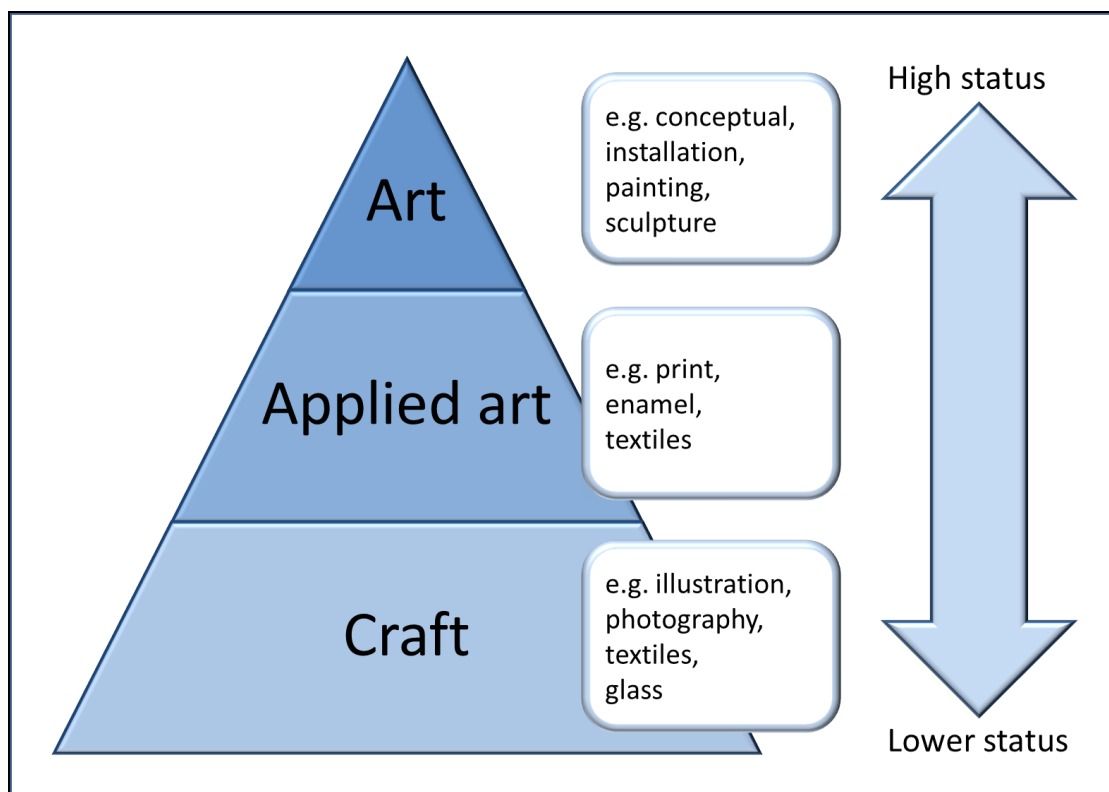 High status
Art
e.g. conceptual,
installation,
painting,
sculpture
Applied art
e.g. print,
enamel,
textiles
Craft
e.g. illustration,
photography,
textiles,
glass
Lower status